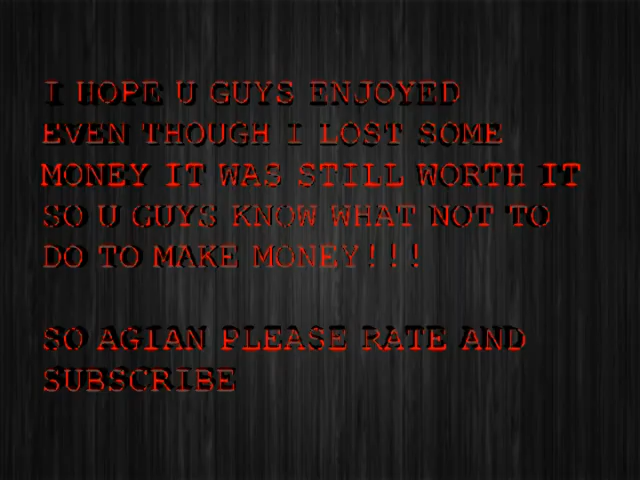 I HOPE U GUYS ENJOYED
EVEN THOUGH I LOST SOME
MONEY IT WAS STILL WORTH IT
SO U GUYS KNOW WHAT NOT TO
DO TO MAKE MONEY!!!
SO AGIAN PLEASE RATE AND
SUBSCRIBE